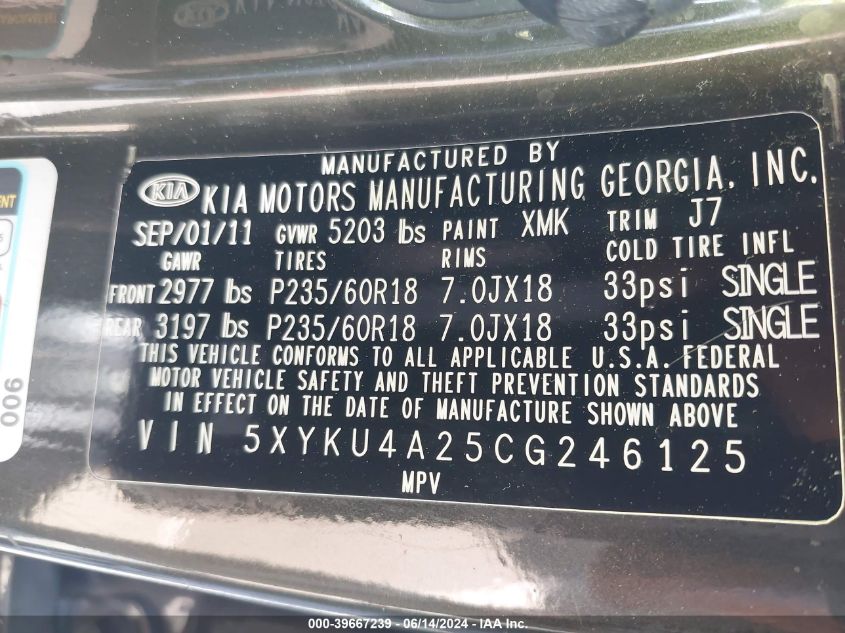 MANUFACTURED BY
KIA KIA MOTORS MANUFACTURING GEORGIA, INC.
SEP/01/11 GVWR 5203 lbs PAINT XMK TRIM J7
GAWR TIRES RIMS COLD TIRE INFL
FRONT 2977 lbs P235/60R18 7.0JX18 33psi SINGLE
REAR 3197 lbs P235/60R18 7.0JX18 33psi SINGLE
THIS VEHICLE CONFORMS TO ALL APPLICABLE U.S.A. FEDERAL
MOTOR VEHICLE SAFETY AND THEFT PREVENTION STANDARDS
IN EFFECT ON THE DATE OF MANUFACTURE SHOWN ABOVE
VIN 5XYKU4A25CG246125
MPV
006
000-39667239 - 06/14/2024 - IAA Inc.